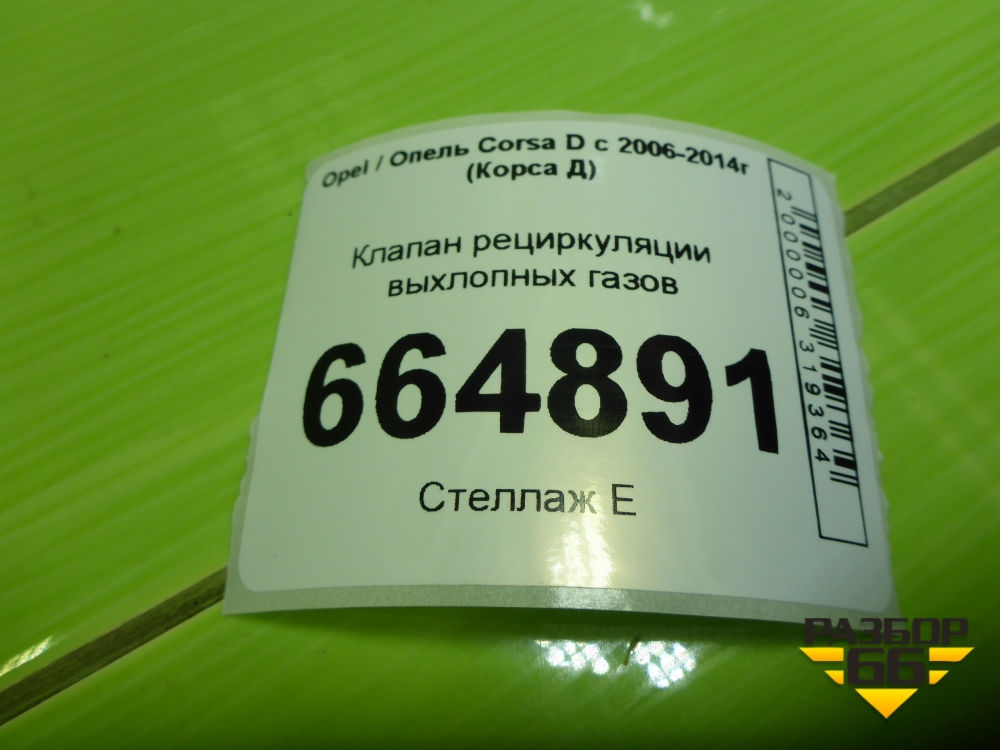 Opel / Опель Corsa D с 2006-2014г
(Корса Д)
Клапан рециркуляции
выхлопных газов
664891
Стеллаж Е
2000006319364
РАЗБОР
66